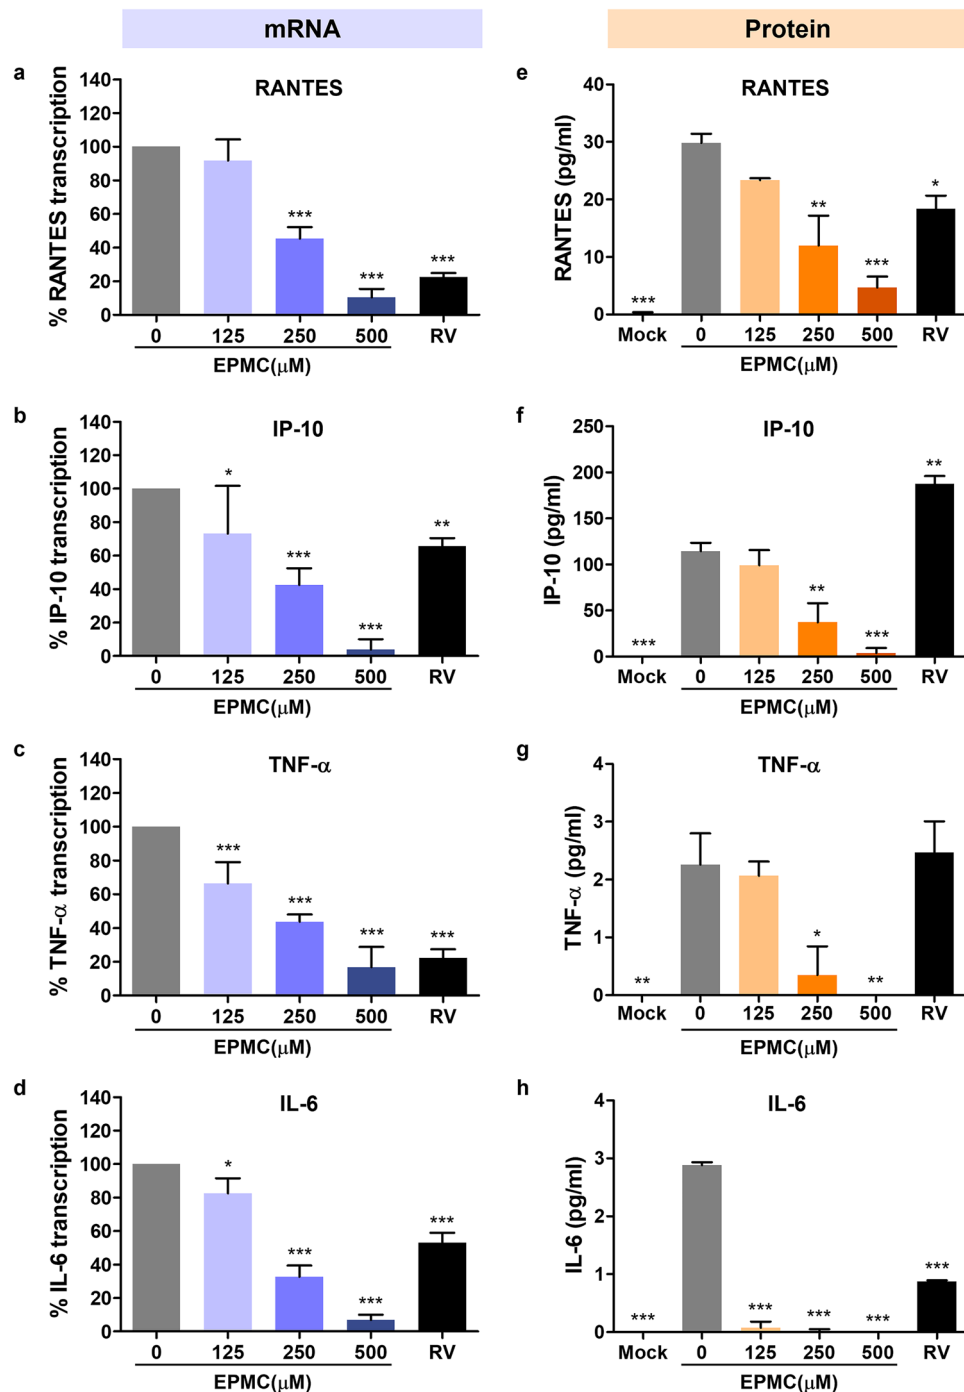 mRNA
Protein
a
RANTES
% RANTES transcription
140
120
100
80
60
40
20
0
***
***
***
0 125 250 500 RV
EPMC(μM)
e
RANTES
RANTES (pg/ml)
40
30
20
10
0
***
**
***
*
Mock 0 125 250 500 RV
EPMC(μM)
b
IP-10
% IP-10 transcription
140
120
100
80
60
40
20
0
*
***
***
**
0 125 250 500 RV
EPMC(μM)
f
IP-10
IP-10 (pg/ml)
250
200
150
100
50
0
***
**
***
**
Mock 0 125 250 500 RV
EPMC(μM)
c
TNF-α
% TNF-α transcription
140
120
100
80
60
40
20
0
***
***
***
***
0 125 250 500 RV
EPMC(μM)
g
TNF-α
TNF-α (pg/ml)
4
3
2
1
0
**
*
**
Mock 0 125 250 500 RV
EPMC(μM)
d
IL-6
% IL-6 transcription
140
120
100
80
60
40
20
0
*
***
***
***
0 125 250 500 RV
EPMC(μM)
h
IL-6
IL-6 (pg/ml)
4
3
2
1
0
***
***
***
***
***
Mock 0 125 250 500 RV
EPMC(μM)